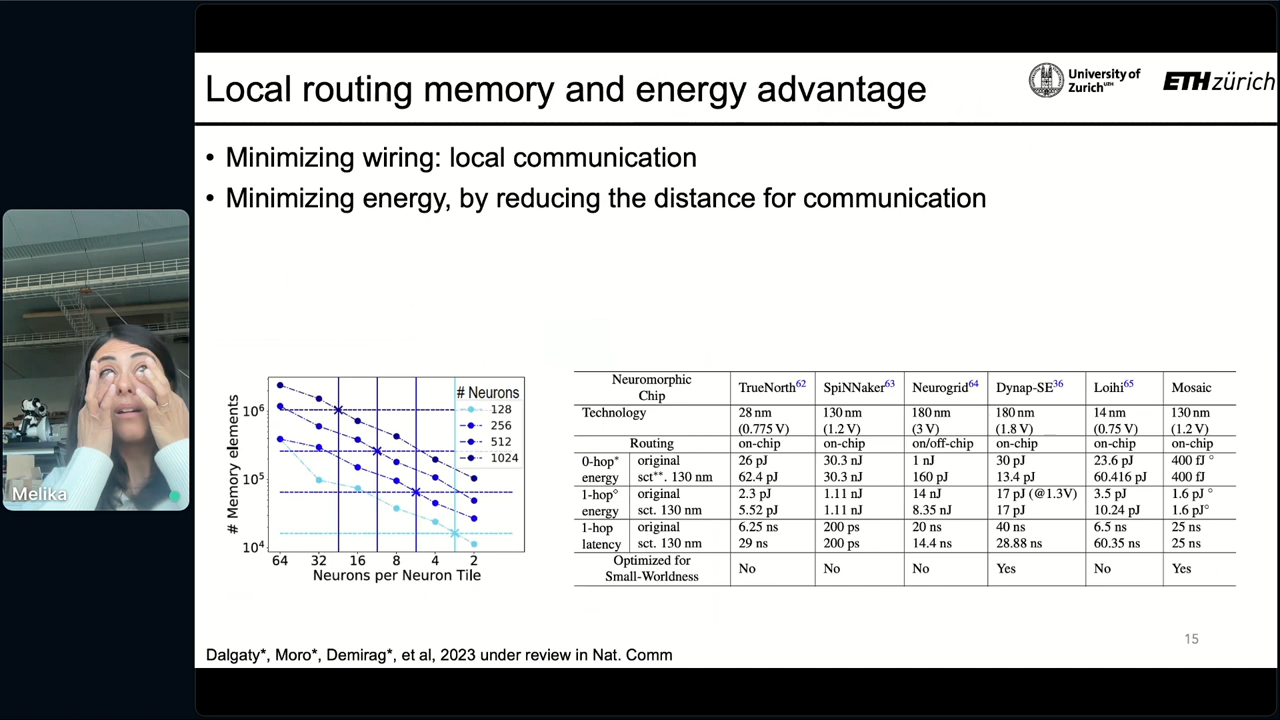 Local routing memory and energy advantage
University of
Zurich UZH
ETH zürich
• Minimizing wiring: local communication
• Minimizing energy, by reducing the distance for communication
Melika
# Memory elements
10^6
10^5
10^4
# Neurons
128
256
512
1024
64 32 16 8 4 2
Neurons per Neuron Tile
Neuromorphic Chip TrueNorth62 SpiNNaker63 Neurogrid64 Dynap-SE36 Loihi65 Mosaic
Technology 28 nm (0.775 V) 130 nm (1.2 V) 180 nm (3 V) 180 nm (1.8 V) 14 nm (0.75 V) 130 nm (1.2 V)
Routing on-chip on-chip on/off-chip on-chip on-chip on-chip
0-hop* energy original 26 pJ 30.3 nJ 1 nJ 30 pJ 23.6 pJ 400 fJ °
sct**. 130 nm 62.4 pJ 30.3 nJ 160 pJ 13.4 pJ 60.416 pJ 400 fJ
1-hop° energy original 2.3 pJ 1.11 nJ 14 nJ 17 pJ (@1.3V) 3.5 pJ 1.6 pJ °
sct. 130 nm 5.52 pJ 1.11 nJ 8.35 nJ 17 pJ 10.24 pJ 1.6 pJ°
1-hop latency original 6.25 ns 200 ps 20 ns 40 ns 6.5 ns 25 ns
sct. 130 nm 29 ns 200 ps 14.4 ns 28.88 ns 60.35 ns 25 ns
Optimized for Small-Worldness No No No Yes No Yes
15
Dalgaty*, Moro*, Demirag*, et al, 2023 under review in Nat. Comm